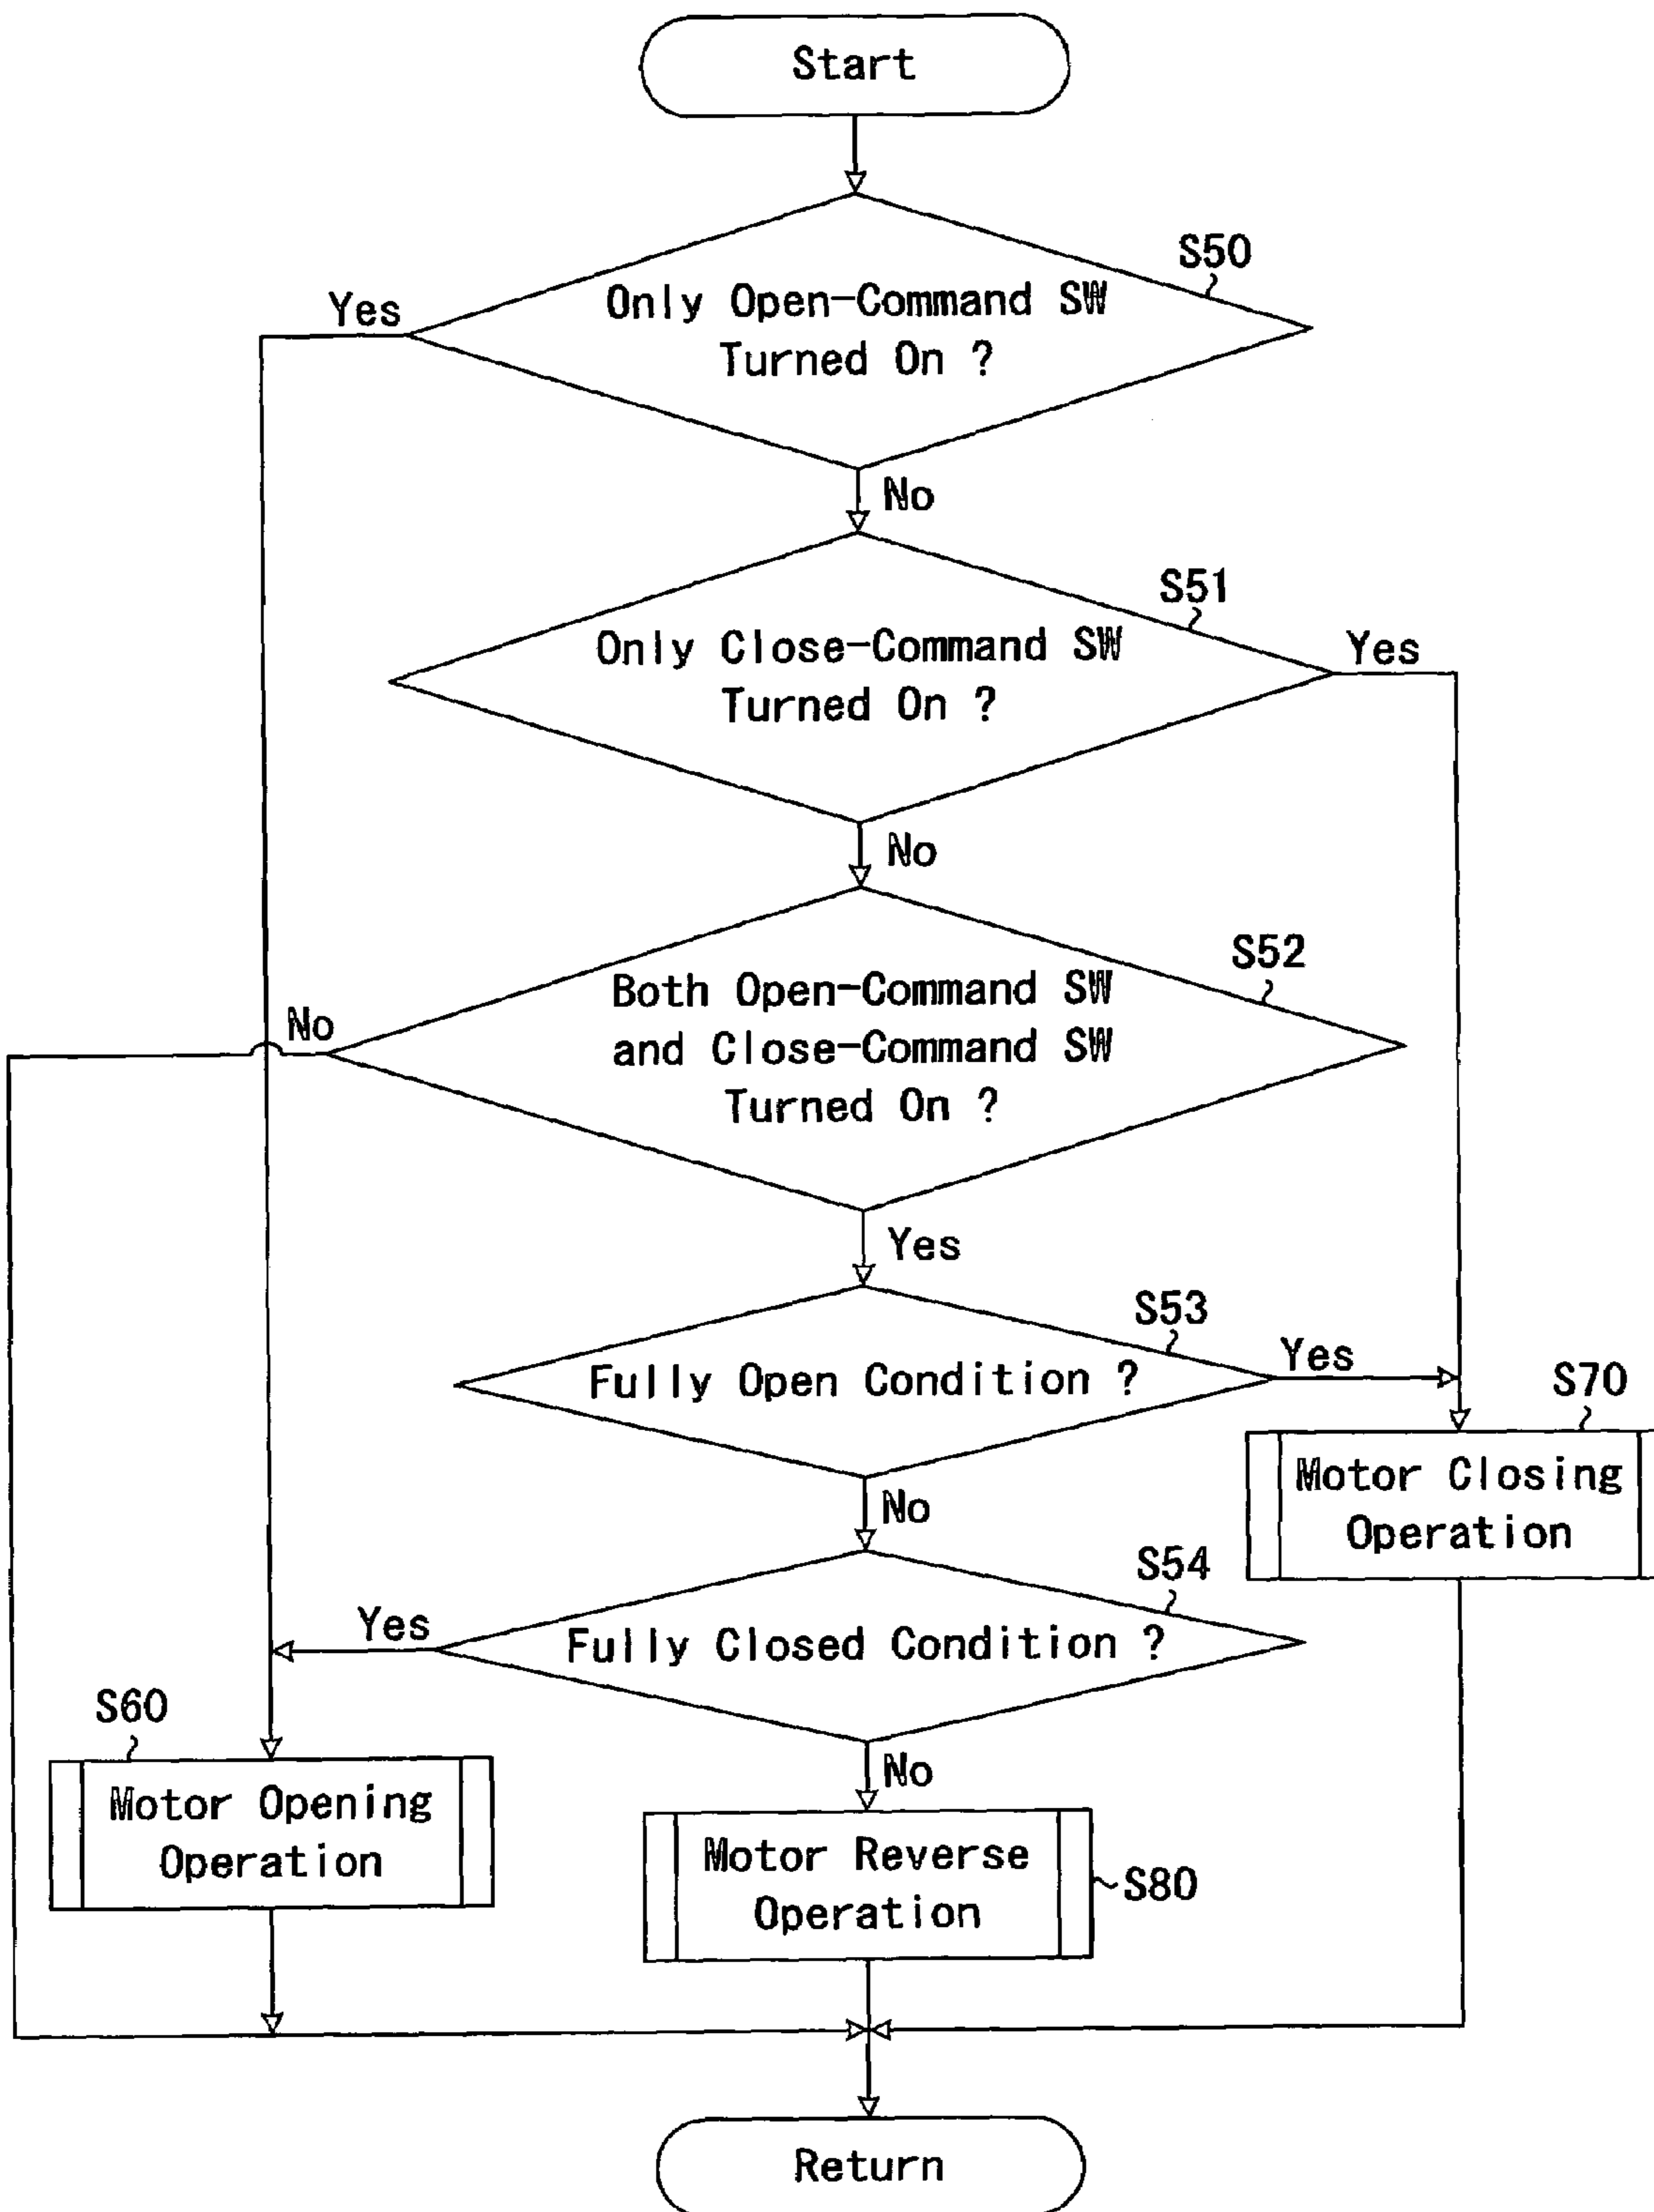 Start
S50
Yes
Only Open-Command SW
Turned On ?
No
S51
Only Close-Command SW
Turned On ?
Yes
No
S52
Both Open-Command SW
and Close-Command SW
Turned On ?
No
Yes
S53
Fully Open Condition ?
Yes
S70
Motor Closing
Operation
No
S54
Yes
Fully Closed Condition ?
S60
Motor Opening
Operation
No
Motor Reverse
Operation
S80
Return